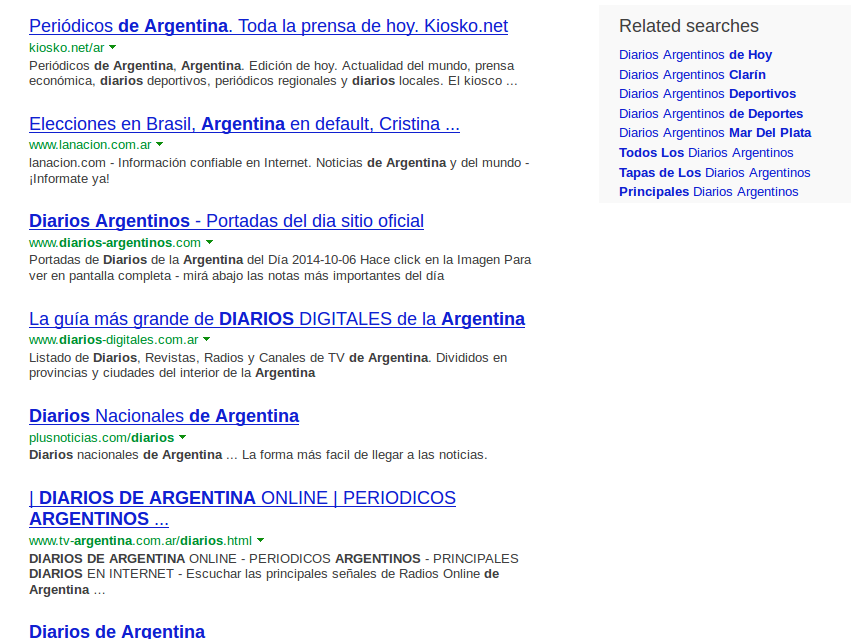 Periódicos de Argentina. Toda la prensa de hoy. Kiosko.net
kiosko.net/ar
Periódicos de Argentina, Argentina. Edición de hoy. Actualidad del mundo, prensa
económica, diarios deportivos, periódicos regionales y diarios locales. El kiosco ...
Elecciones en Brasil, Argentina en default, Cristina ...
www.lanacion.com.ar
lanacion.com - Información confiable en Internet. Noticias de Argentina y del mundo -
¡Informate ya!
Diarios Argentinos - Portadas del dia sitio oficial
www.diarios-argentinos.com
Portadas de Diarios de la Argentina del Día 2014-10-06 Hace click en la Imagen Para
ver en pantalla completa - mirá abajo las notas más importantes del día
La guía más grande de DIARIOS DIGITALES de la Argentina
www.diarios-digitales.com.ar
Listado de Diarios, Revistas, Radios y Canales de TV de Argentina. Divididos en
provincias y ciudades del interior de la Argentina
Diarios Nacionales de Argentina
plusnoticias.com/diarios
Diarios nacionales de Argentina ... La forma más facil de llegar a las noticias.
| DIARIOS DE ARGENTINA ONLINE | PERIODICOS
ARGENTINOS ...
www.tv-argentina.com.ar/diarios.html
DIARIOS DE ARGENTINA ONLINE - PERIODICOS ARGENTINOS - PRINCIPALES
DIARIOS EN INTERNET - Escuchar las principales señales de Radios Online de
Argentina ...
Diarios de Argentina
Related searches
Diarios Argentinos de Hoy
Diarios Argentinos Clarín
Diarios Argentinos Deportivos
Diarios Argentinos de Deportes
Diarios Argentinos Mar Del Plata
Todos Los Diarios Argentinos
Tapas de Los Diarios Argentinos
Principales Diarios Argentinos